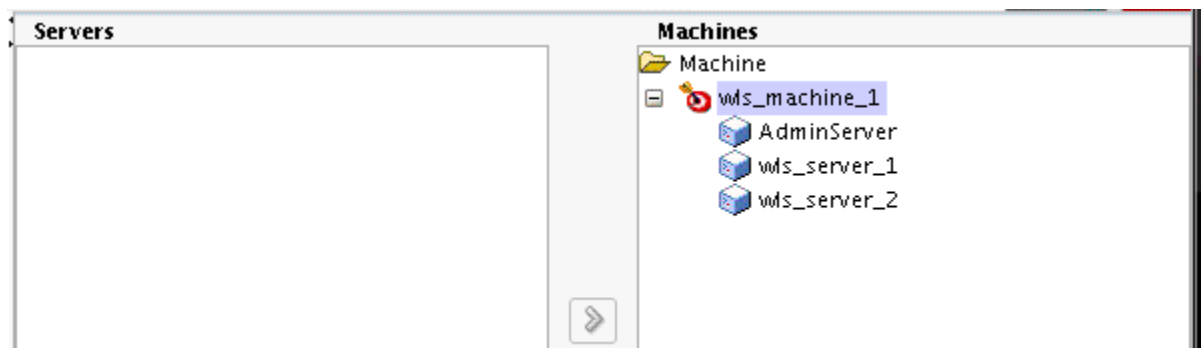 Servers
Machines
Machine
wls_machine_1
AdminServer
wls_server_1
wls_server_2